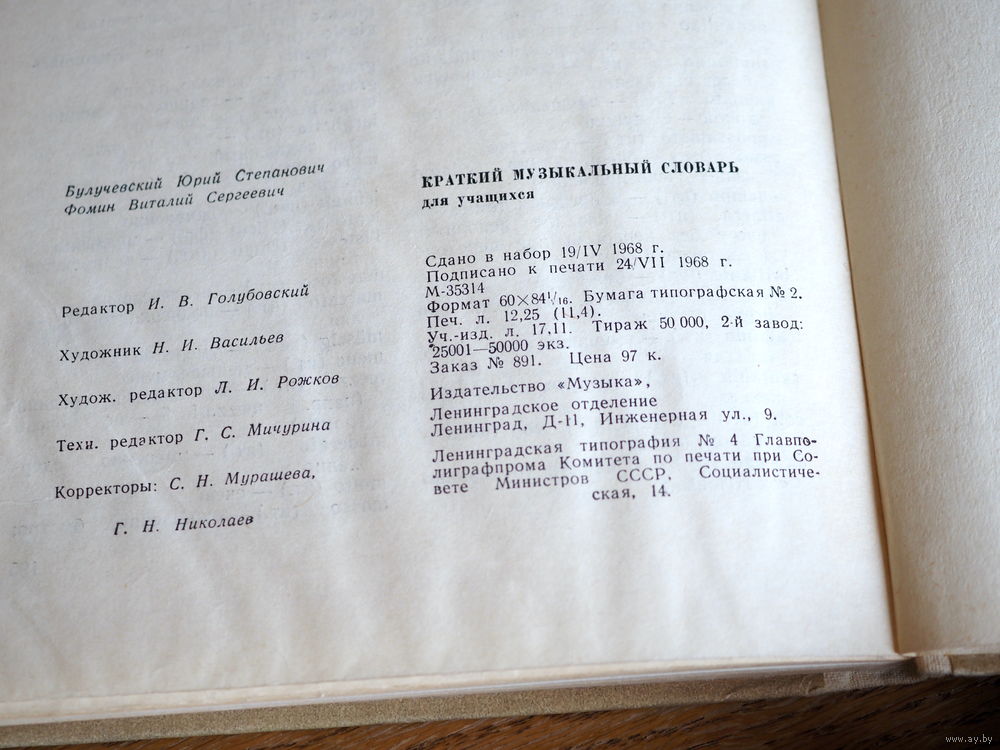 Булучевский Юрий Степанович
Фомин Виталий Сергеевич
Редактор И. В. Голубовский
Художник Н. И. Васильев
Худож. редактор Л. И. Рожков
Техн. редактор Г. С. Мичурина
Корректоры: С. Н. Мурашева,
Г. Н. Николаев
КРАТКИЙ МУЗЫКАЛЬНЫЙ СЛОВАРЬ
для учащихся
Сдано в набор 19/IV 1968 г.
Подписано к печати 24/VII 1968 г.
М-35314
Формат 60×84¹/₁₆. Бумага типографская № 2.
Печ. л. 12,25 (11,4).
Уч.-изд. л. 17,11. Тираж 50 000, 2-й завод:
25001—50000 экз.
Заказ № 891. Цена 97 к.
Издательство «Музыка»,
Ленинградское отделение
Ленинград, Д-11, Инженерная ул., 9.
Ленинградская типография № 4 Главпо-
лиграфпрома Комитета по печати при Со-
вете Министров СССР, Социалистиче-
ская, 14.
www.ay.by